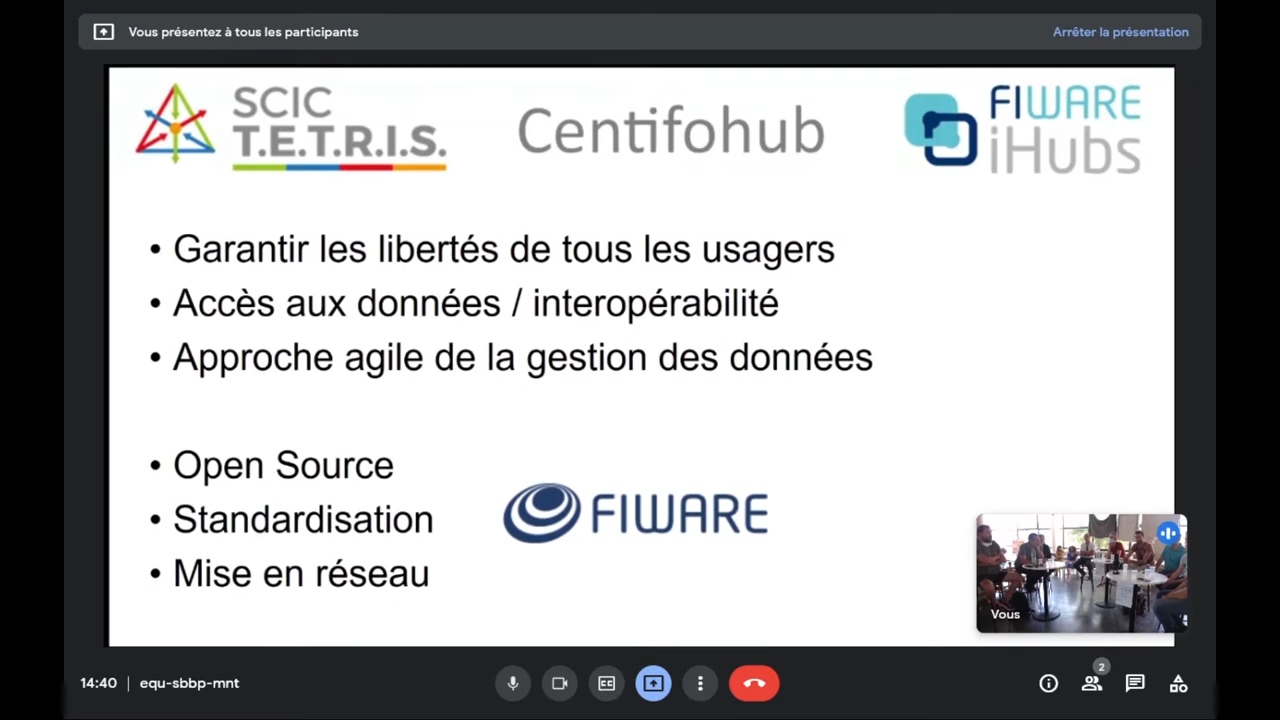 Vous présentez à tous les participants
Arrêter la présentation
SCIC
T.E.T.R.I.S.
Centifohub
FIWARE
iHubs
• Garantir les libertés de tous les usagers
• Accès aux données / interopérabilité
• Approche agile de la gestion des données
• Open Source
• Standardisation
• Mise en réseau
FIWARE
Vous
14:40 | equ-sbbp-mnt
CC
2